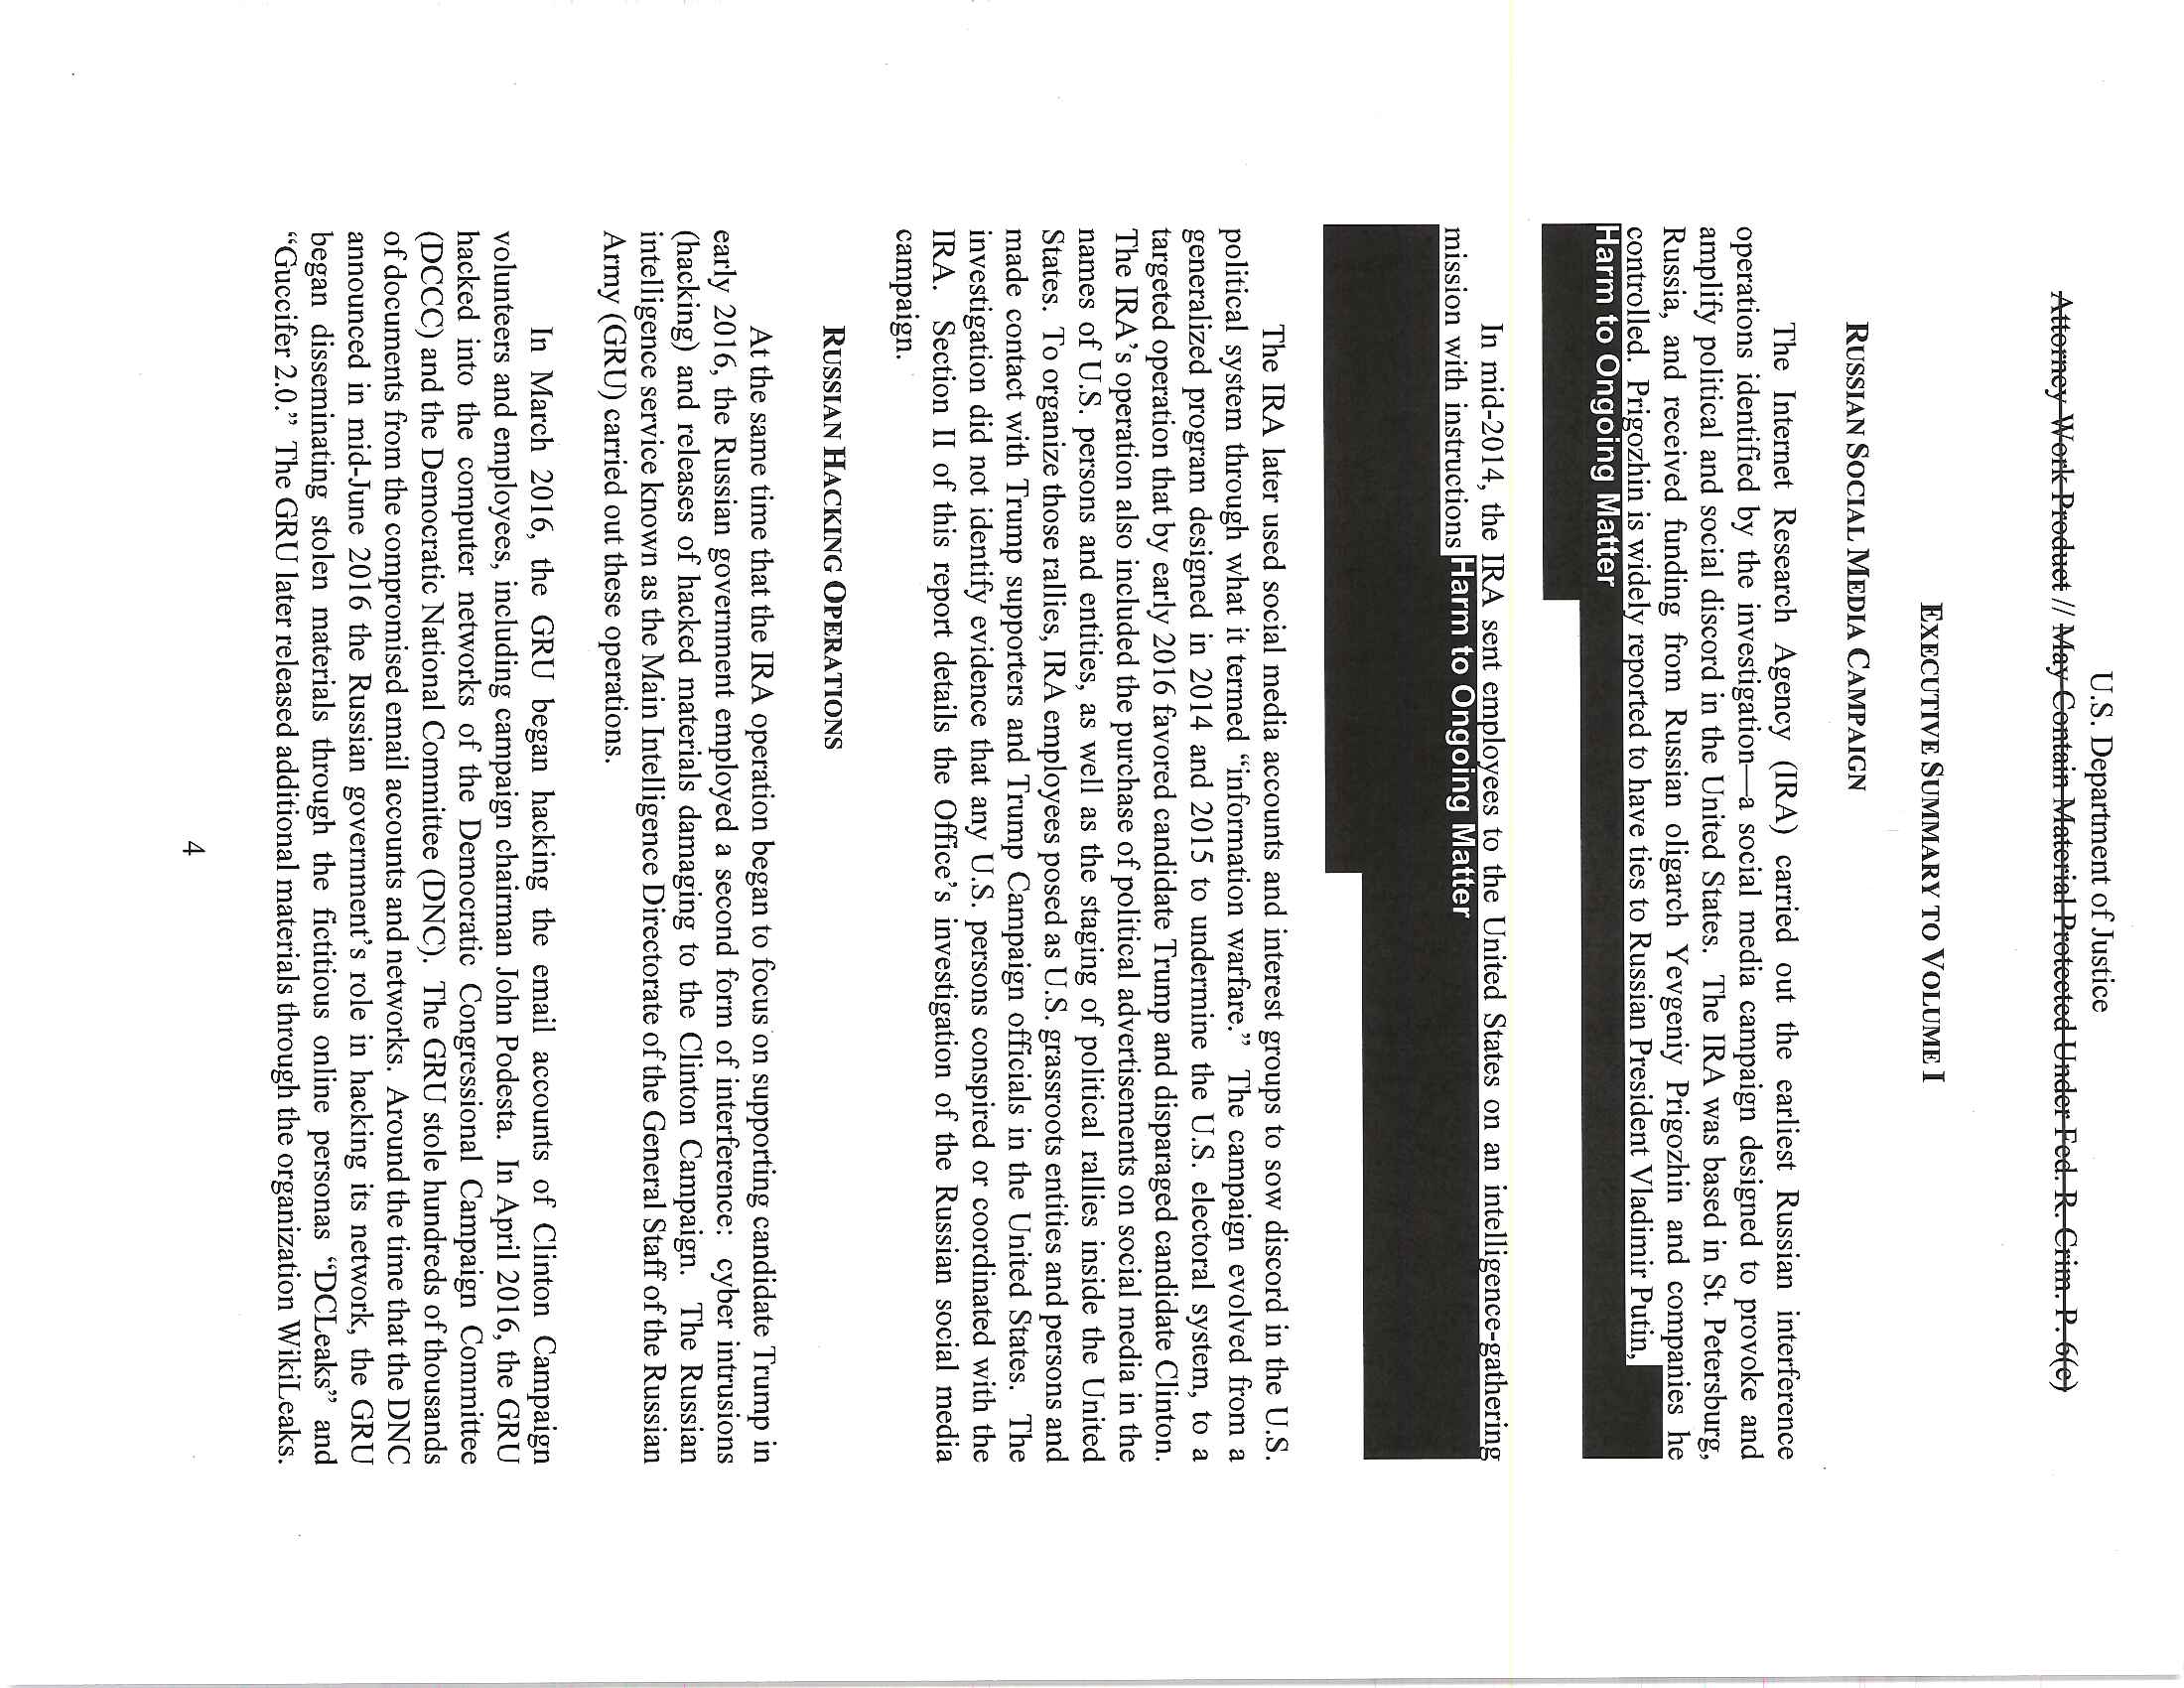 U.S. Department of Justice
Attorney Work Product // May Contain Material Protected Under Fed. R. Crim. P. 6(e)
EXECUTIVE SUMMARY TO VOLUME I
RUSSIAN SOCIAL MEDIA CAMPAIGN
The Internet Research Agency (IRA) carried out the earliest Russian interference
operations identified by the investigation—a social media campaign designed to provoke and
amplify political and social discord in the United States. The IRA was based in St. Petersburg,
Russia, and received funding from Russian oligarch Yevgeniy Prigozhin and companies he
controlled. Prigozhin is widely reported to have ties to Russian President Vladimir Putin,
Harm to Ongoing Matter
In mid-2014, the IRA sent employees to the United States on an intelligence-gathering
mission with instructions Harm to Ongoing Matter
The IRA later used social media accounts and interest groups to sow discord in the U.S.
political system through what it termed “information warfare.” The campaign evolved from a
generalized program designed in 2014 and 2015 to undermine the U.S. electoral system, to a
targeted operation that by early 2016 favored candidate Trump and disparaged candidate Clinton.
The IRA’s operation also included the purchase of political advertisements on social media in the
names of U.S. persons and entities, as well as the staging of political rallies inside the United
States. To organize those rallies, IRA employees posed as U.S. grassroots entities and persons and
made contact with Trump supporters and Trump Campaign officials in the United States. The
investigation did not identify evidence that any U.S. persons conspired or coordinated with the
IRA. Section II of this report details the Office’s investigation of the Russian social media
campaign.
RUSSIAN HACKING OPERATIONS
At the same time that the IRA operation began to focus on supporting candidate Trump in
early 2016, the Russian government employed a second form of interference: cyber intrusions
(hacking) and releases of hacked materials damaging to the Clinton Campaign. The Russian
intelligence service known as the Main Intelligence Directorate of the General Staff of the Russian
Army (GRU) carried out these operations.
In March 2016, the GRU began hacking the email accounts of Clinton Campaign
volunteers and employees, including campaign chairman John Podesta. In April 2016, the GRU
hacked into the computer networks of the Democratic Congressional Campaign Committee
(DCCC) and the Democratic National Committee (DNC). The GRU stole hundreds of thousands
of documents from the compromised email accounts and networks. Around the time that the DNC
announced in mid-June 2016 the Russian government’s role in hacking its network, the GRU
began disseminating stolen materials through the fictitious online personas “DCLeaks” and
“Guccifer 2.0.” The GRU later released additional materials through the organization WikiLeaks.
4